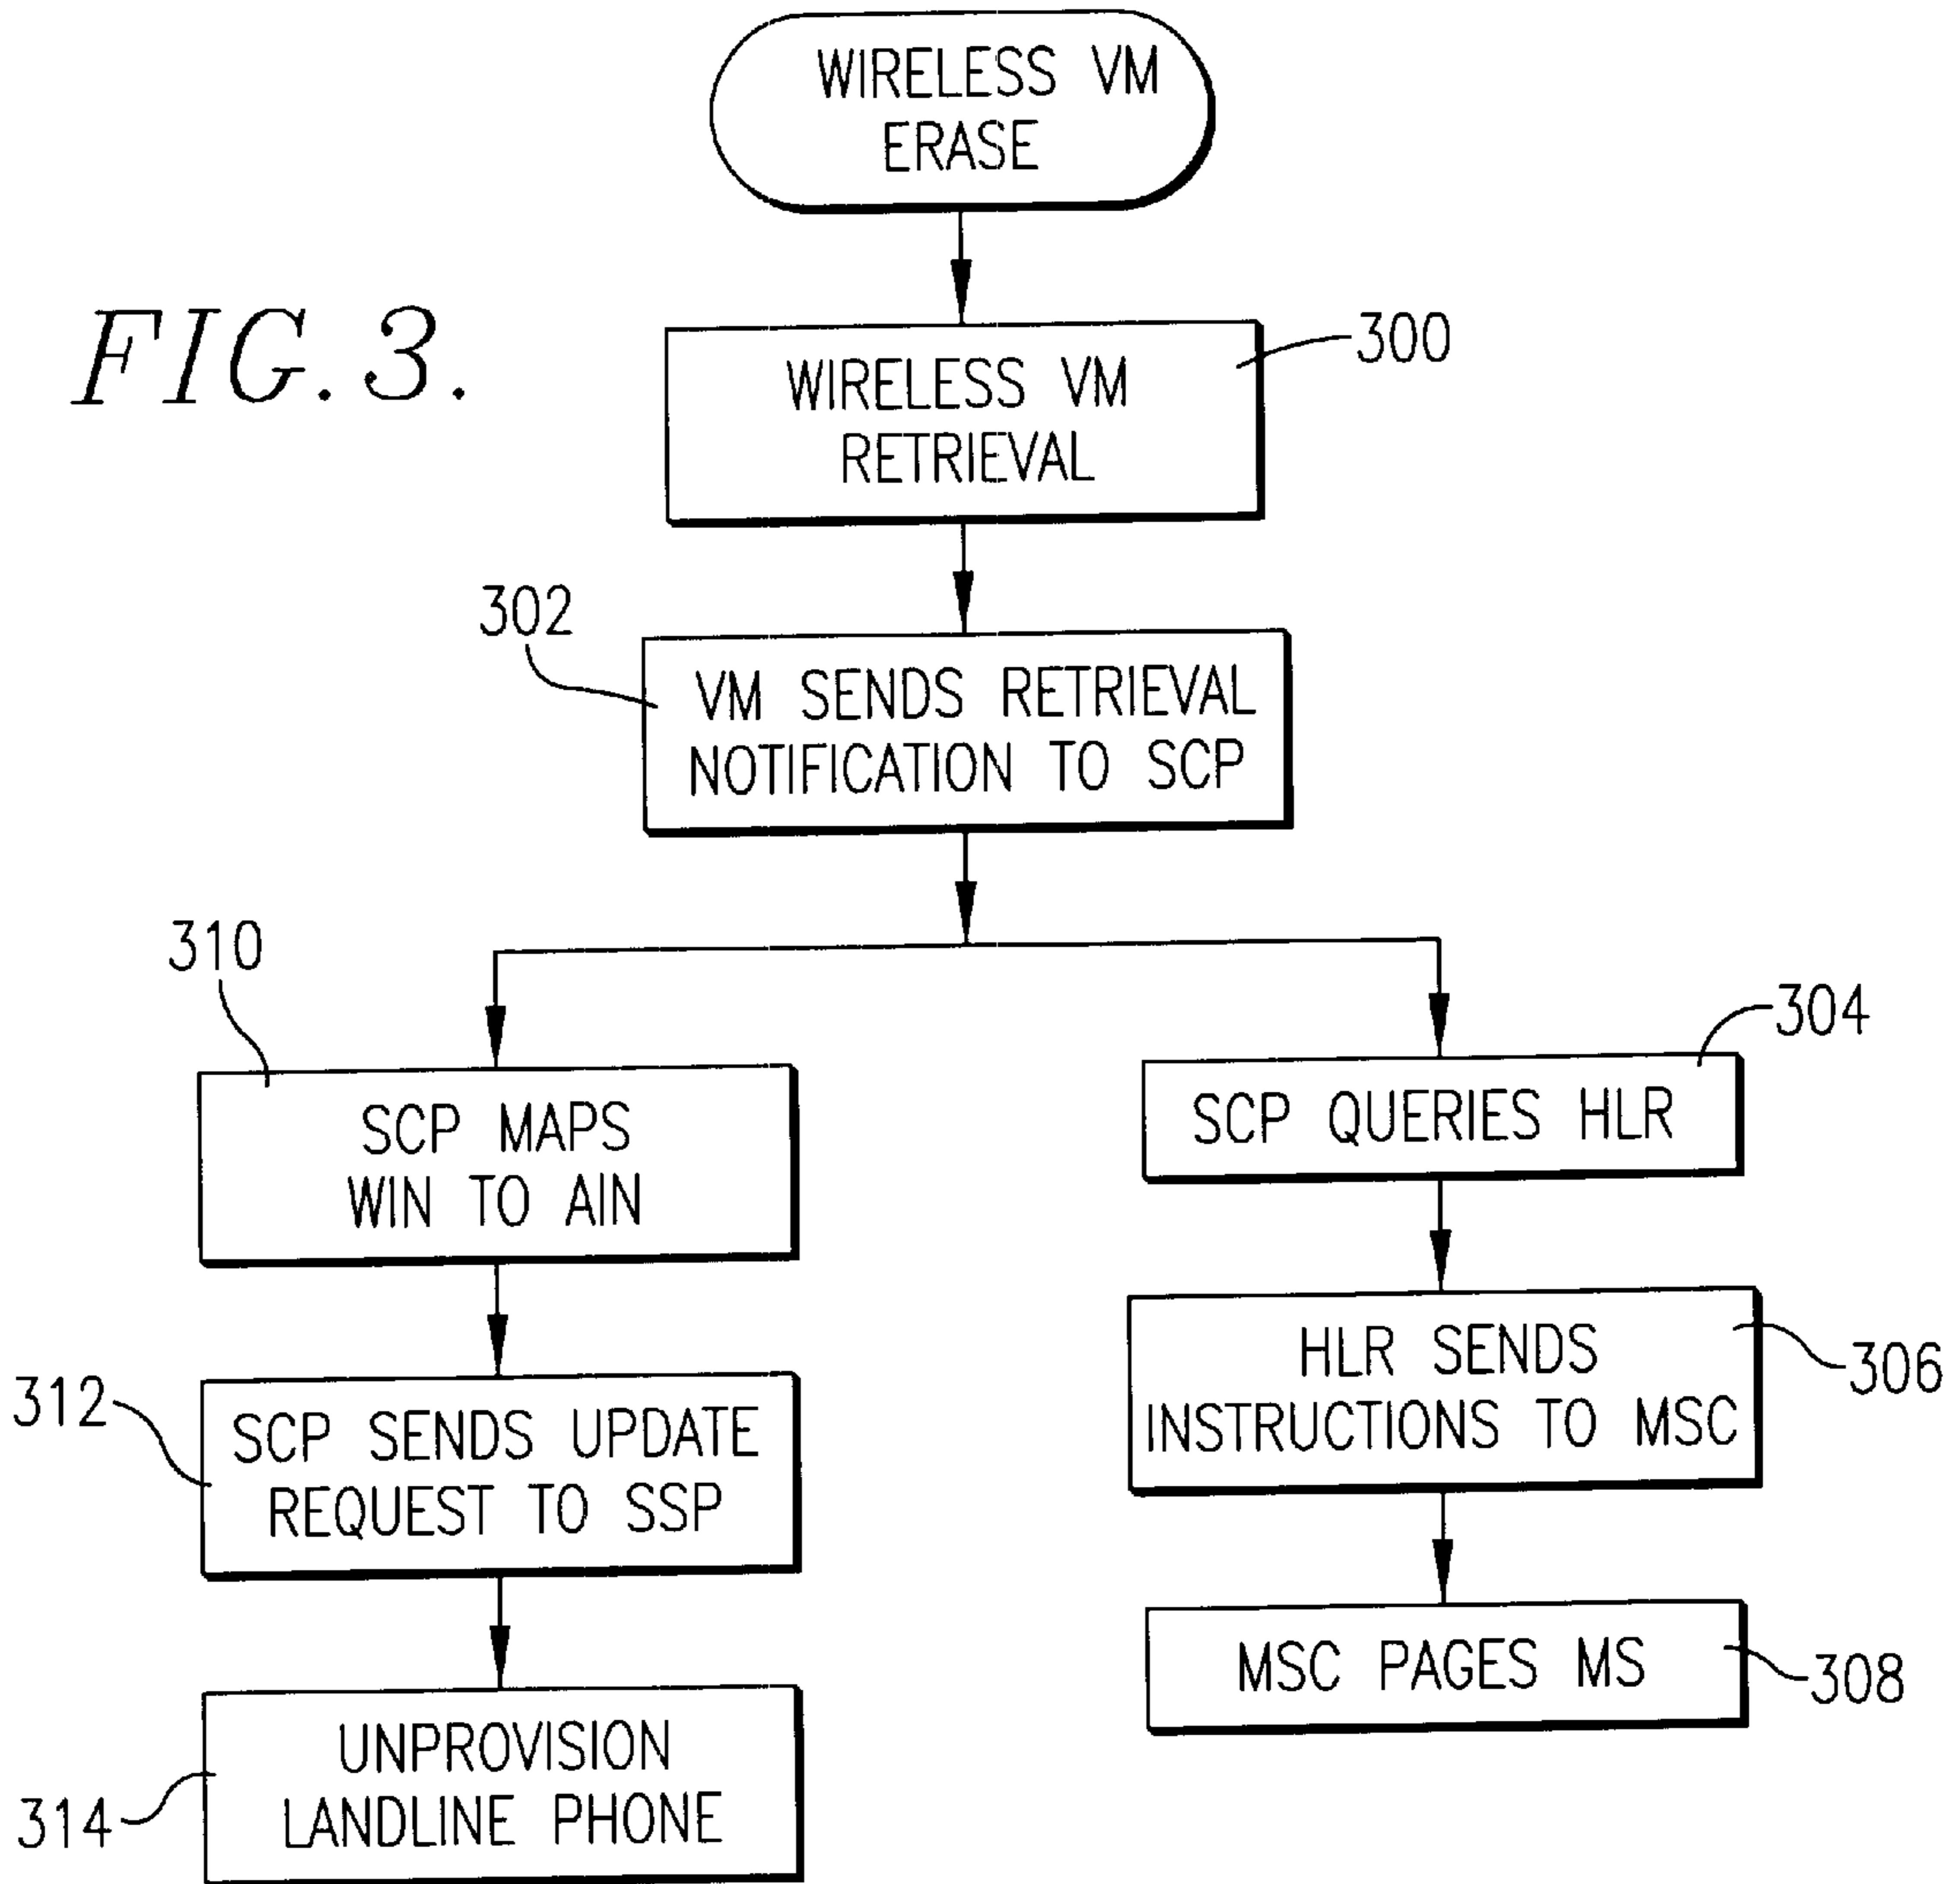 WIRELESS VM
ERASE
FIG. 3.
300
WIRELESS VM
RETRIEVAL
302
VM SENDS RETRIEVAL
NOTIFICATION TO SCP
310
SCP MAPS
WIN TO AIN
304
SCP QUERIES HLR
312
SCP SENDS UPDATE
REQUEST TO SSP
306
HLR SENDS
INSTRUCTIONS TO MSC
314
UNPROVISION
LANDLINE PHONE
308
MSC PAGES MS